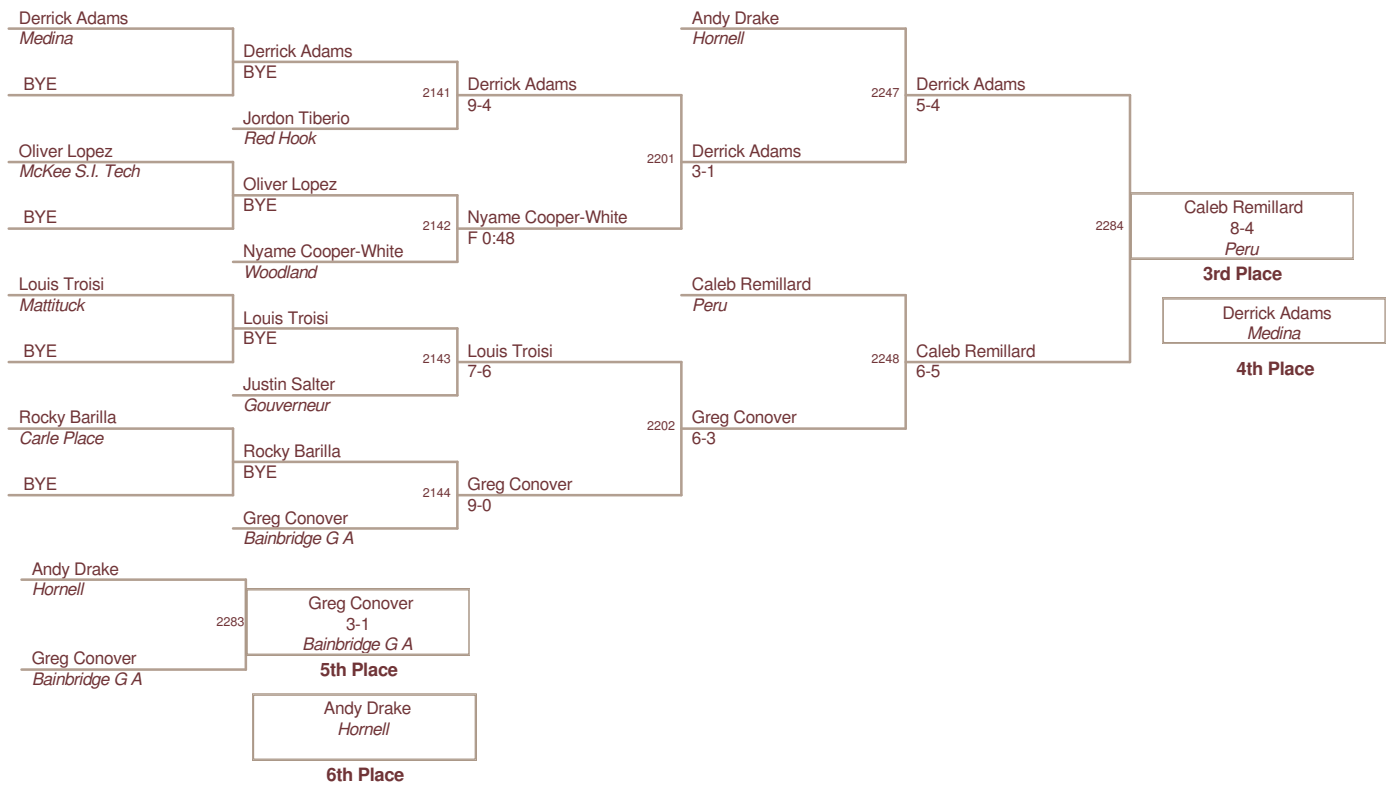 Derrick Adams
Medina
BYE
Oliver Lopez
McKee S.I. Tech
BYE
Louis Troisi
Mattituck
BYE
Rocky Barilla
Carle Place
BYE
Derrick Adams
BYE
2141
Jordon Tiberio
Red Hook
Oliver Lopez
BYE
2142
Nyame Cooper-White
Woodland
Louis Troisi
BYE
2143
Justin Salter
Gouverneur
Rocky Barilla
BYE
2144
Greg Conover
Bainbridge G A
Derrick Adams
9-4
2201
Nyame Cooper-White
F 0:48
Louis Troisi
7-6
2202
Greg Conover
9-0
Andy Drake
Hornell
2247
Derrick Adams
3-1
Caleb Remillard
Peru
2248
Greg Conover
6-3
Derrick Adams
5-4
2284
Caleb Remillard
6-5
Caleb Remillard
8-4
Peru
3rd Place
Derrick Adams
Medina
4th Place
Andy Drake
Hornell
2283
Greg Conover
Bainbridge G A
Greg Conover
3-1
Bainbridge G A
5th Place
Andy Drake
Hornell
6th Place